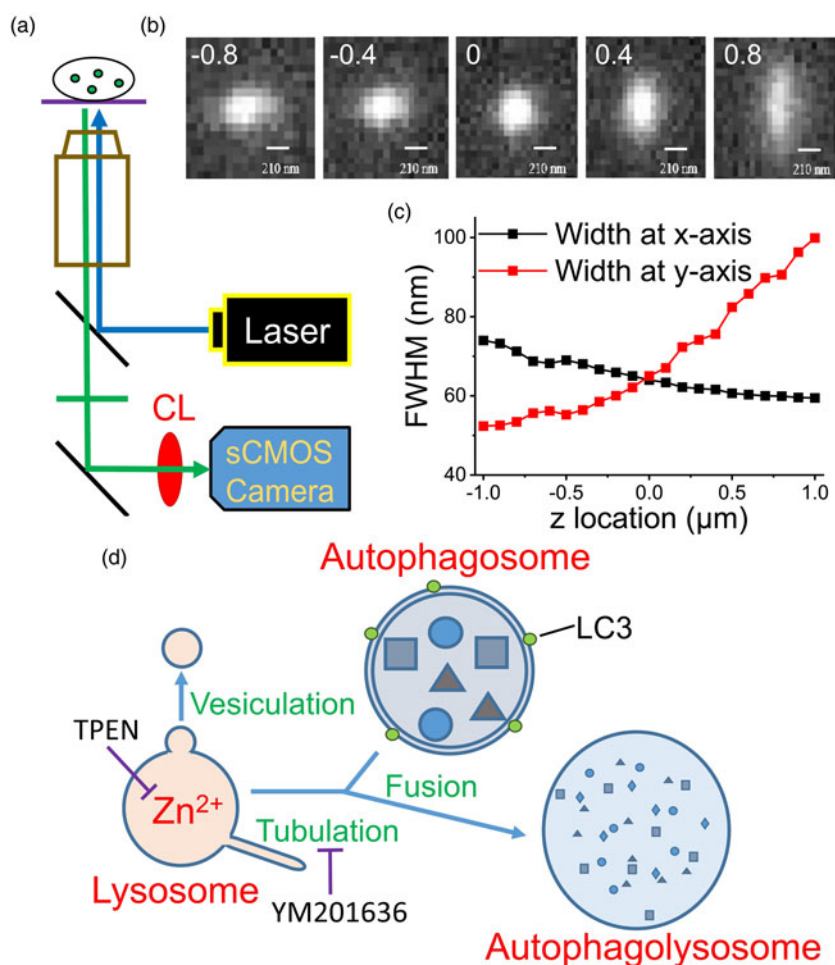 (a)
Laser
CL
sCMOS
Camera
(b)
-0.8
-0.4
0
0.4
0.8
210 nm
210 nm
210 nm
210 nm
210 nm
(c)
Width at x-axis
Width at y-axis
FWHM (nm)
100
80
60
40
-1.0
-0.5
0.0
0.5
1.0
z location (µm)
(d)
Autophagosome
LC3
Vesiculation
TPEN
Zn²⁺
Fusion
Tubulation
Lysosome
YM201636
Autophagolysosome